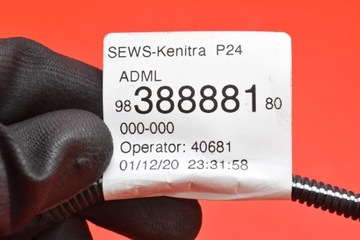 SEWS-Kenitra P24
ADML
98 388881 80
000-000
Operator: 40681
01/12/20 23:31:58